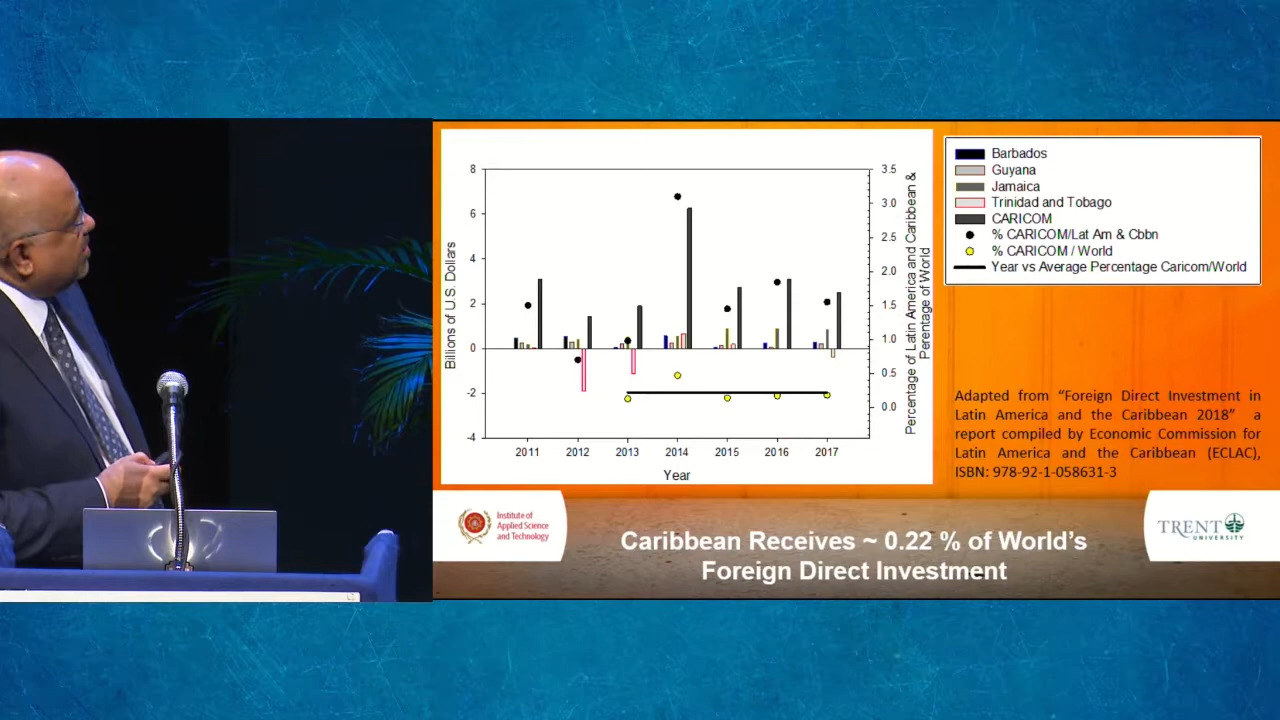 8
6
4
2
0
-2
-4
Billions of U.S. Dollars
2011 2012 2013 2014 2015 2016 2017
Year
3.5
3.0
2.5
2.0
1.5
1.0
0.5
0.0
Percentage of Latin America and Caribbean &
Perentage of World
Barbados
Guyana
Jamaica
Trinidad and Tobago
CARICOM
% CARICOM/Lat Am & Cbbn
% CARICOM / World
Year vs Average Percentage Caricom/World
Adapted from “Foreign Direct Investment in
Latin America and the Caribbean 2018” a
report compiled by Economic Commission for
Latin America and the Caribbean (ECLAC),
ISBN: 978-92-1-058631-3
Institute of
Applied Science
and Technology
Caribbean Receives ~ 0.22 % of World’s
Foreign Direct Investment
TRENT
UNIVERSITY